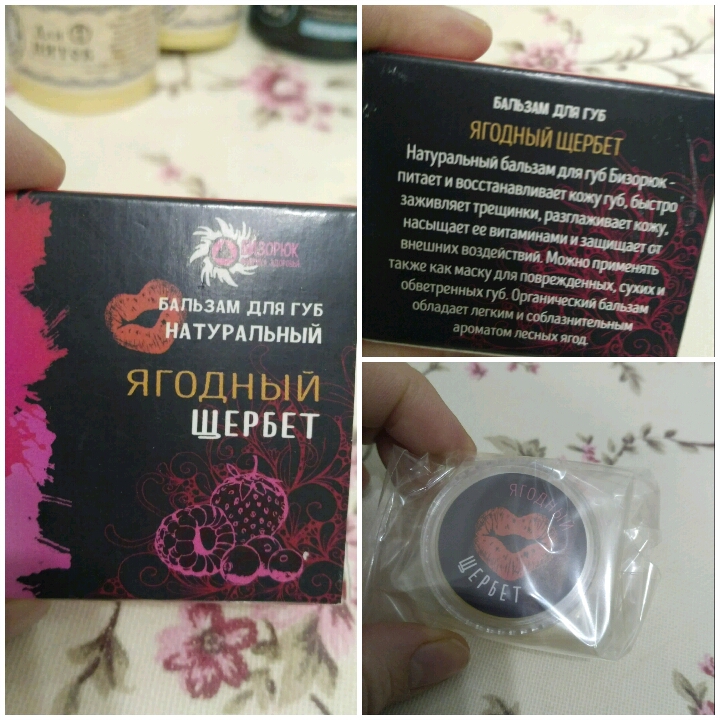 БИЗОРЮК
БАЛЬЗАМ ДЛЯ ГУБ
НАТУРАЛЬНЫЙ
ЯГОДНЫЙ
ЩЕРБЕТ
БАЛЬЗАМ ДЛЯ ГУБ
ЯГОДНЫЙ ЩЕРБЕТ
Натуральный бальзам для губ Бизорюк -
питает и восстанавливает кожу губ, быстро
заживляет трещинки, разглаживает кожу,
насыщает ее витаминами и защищает от
внешних воздействий. Можно применять
также как маску для поврежденных, сухих и
обветренных губ. Органический бальзам
обладает легким и соблазнительным
ароматом лесных ягод.
ЯГОДНЫЙ
ЩЕРБЕТ